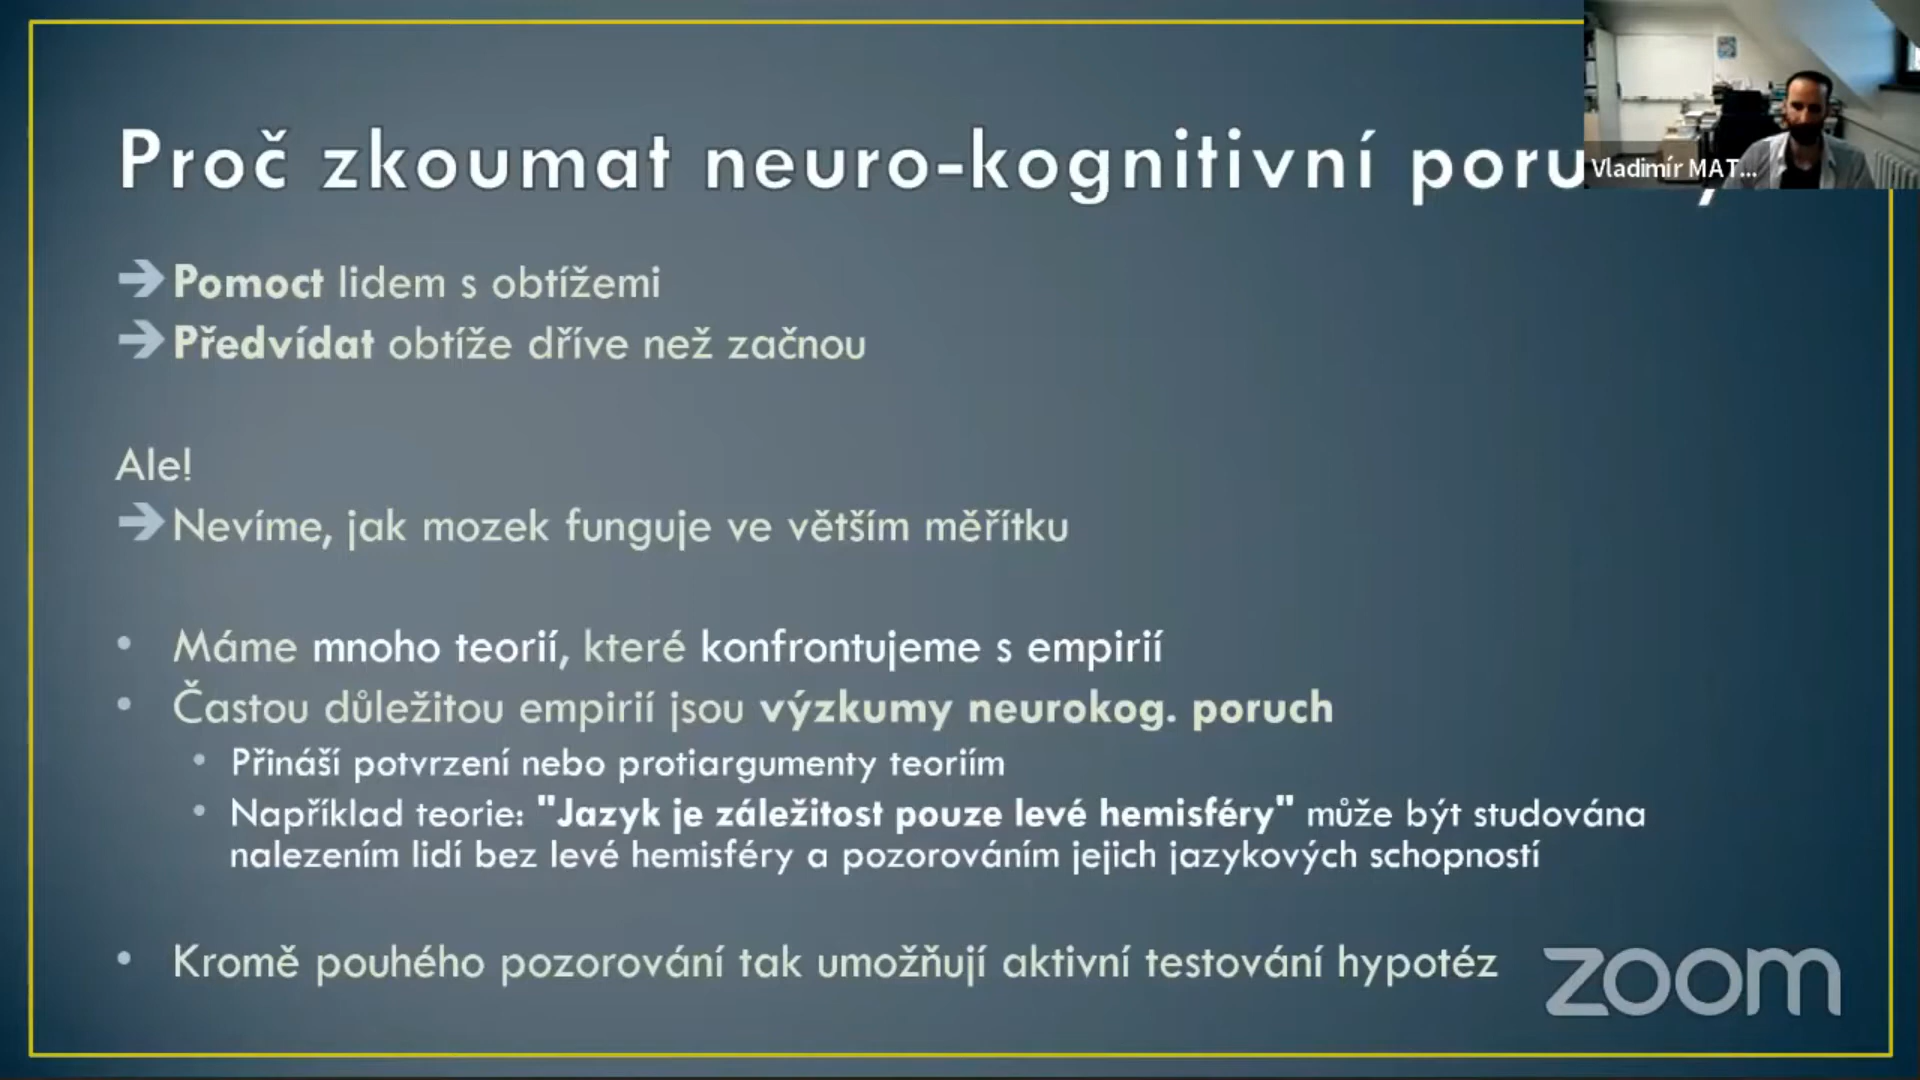 Proč zkoumat neuro-kognitivní
Vladimír MAT...
→ Pomoct lidem s obtížemi
→ Předvídat obtíže dříve než začnou
Ale!
→ Nevíme, jak mozek funguje ve větším měřítku
• Máme mnoho teorií, které konfrontujeme s empirií
• Častou důležitou empirií jsou výzkumy neurokog. poruch
• Přináší potvrzení nebo protiargumenty teoriím
• Například teorie: "Jazyk je záležitost pouze levé hemisféry" může být studována
nalezením lidí bez levé hemisféry a pozorováním jejich jazykových schopností
• Kromě pouhého pozorování tak umožňují aktivní testování hypotéz
zoom